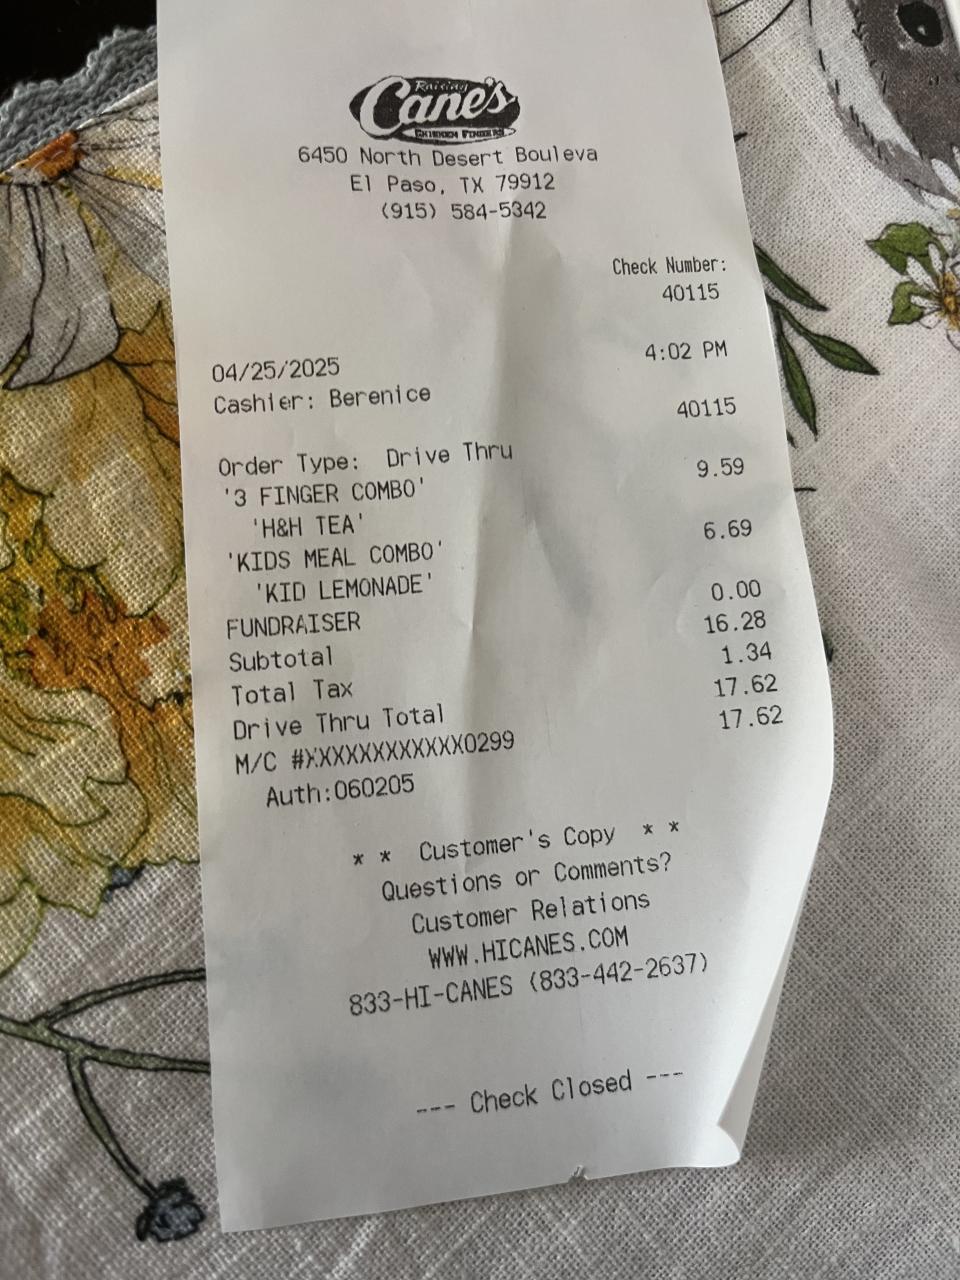 Raising
Cane's
CHICKEN FINGERS
6450 North Desert Bouleva
El Paso, TX 79912
(915) 584-5342
Check Number:
40115
04/25/2025 4:02 PM
Cashier: Berenice 40115
Order Type: Drive Thru
'3 FINGER COMBO' 9.59
'H&H TEA'
'KIDS MEAL COMBO' 6.69
'KID LEMONADE'
FUNDRAISER 0.00
Subtotal 16.28
Total Tax 1.34
Drive Thru Total 17.62
M/C #XXXXXXXXXXXX0299 17.62
Auth:060205
* * Customer's Copy * *
Questions or Comments?
Customer Relations
WWW.HICANES.COM
833-HI-CANES (833-442-2637)
--- Check Closed ---